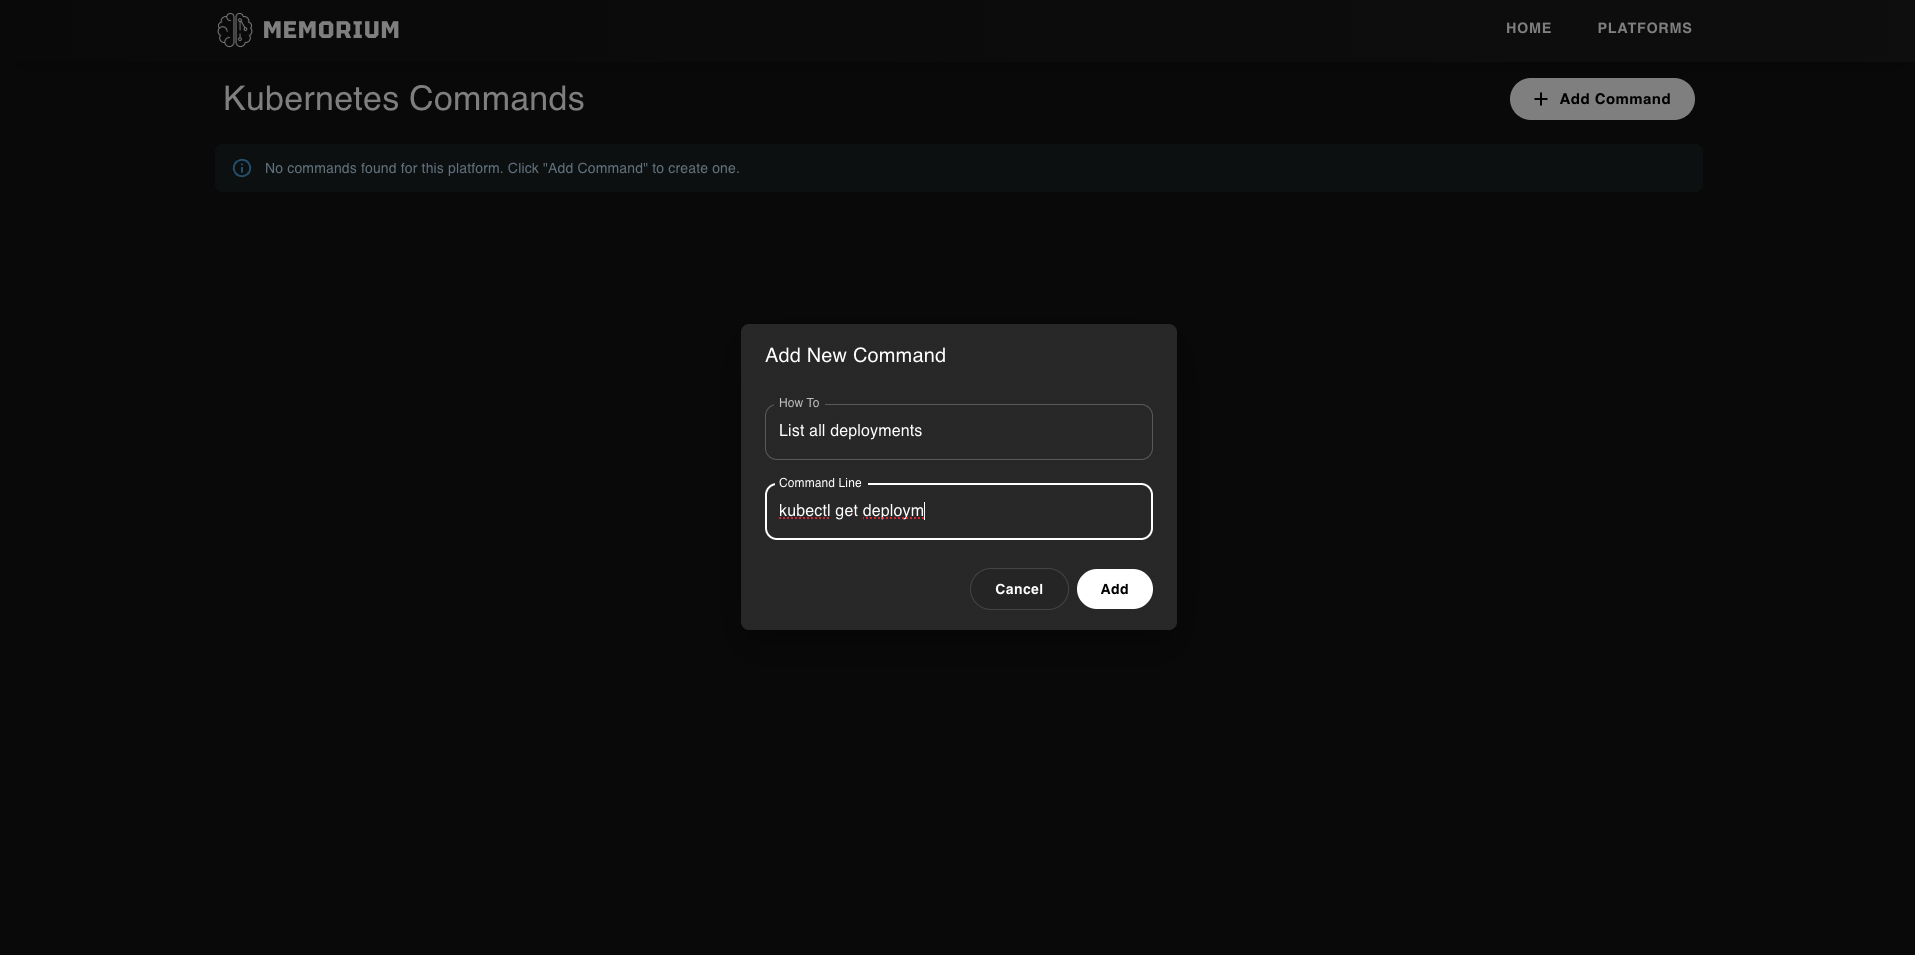 MEMORIUM
HOME
PLATFORMS
Kubernetes Commands
+ Add Command
No commands found for this platform. Click "Add Command" to create one.
Add New Command
How To
List all deployments
Command Line
kubectl get deploym
Cancel
Add